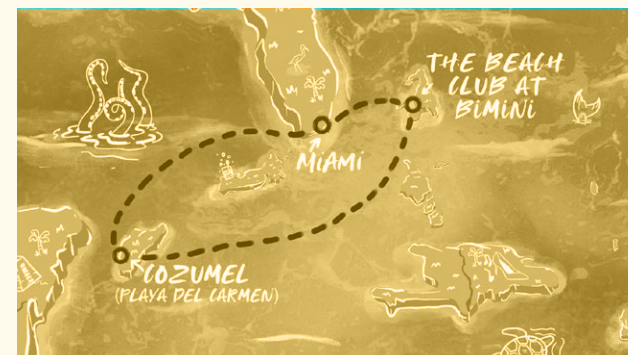 THE BEACH
CLUB AT
BIMINI
MIAMI
COZUMEL
(PLAYA DEL CARMEN)